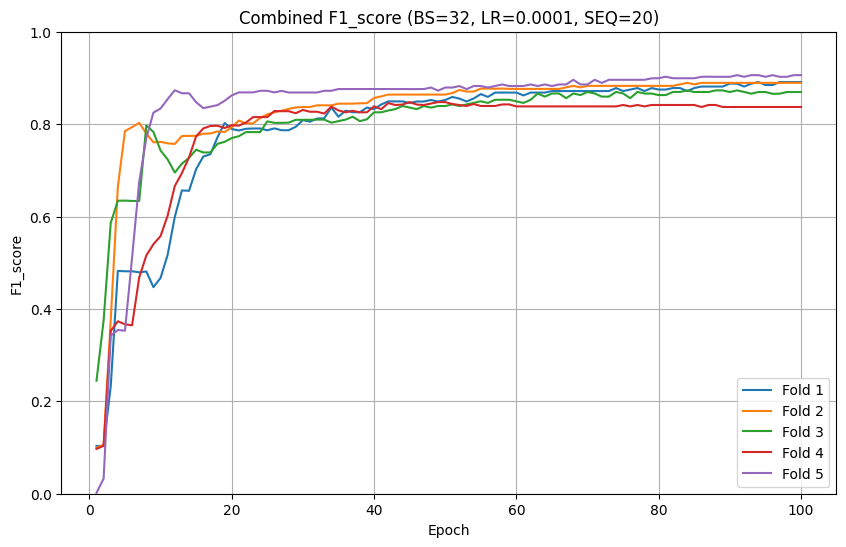 Combined F1_score (BS=32, LR=0.0001, SEQ=20)
F1_score
1.0
0.8
0.6
0.4
0.2
0.0
0
20
40
60
80
100
Epoch
Fold 1
Fold 2
Fold 3
Fold 4
Fold 5